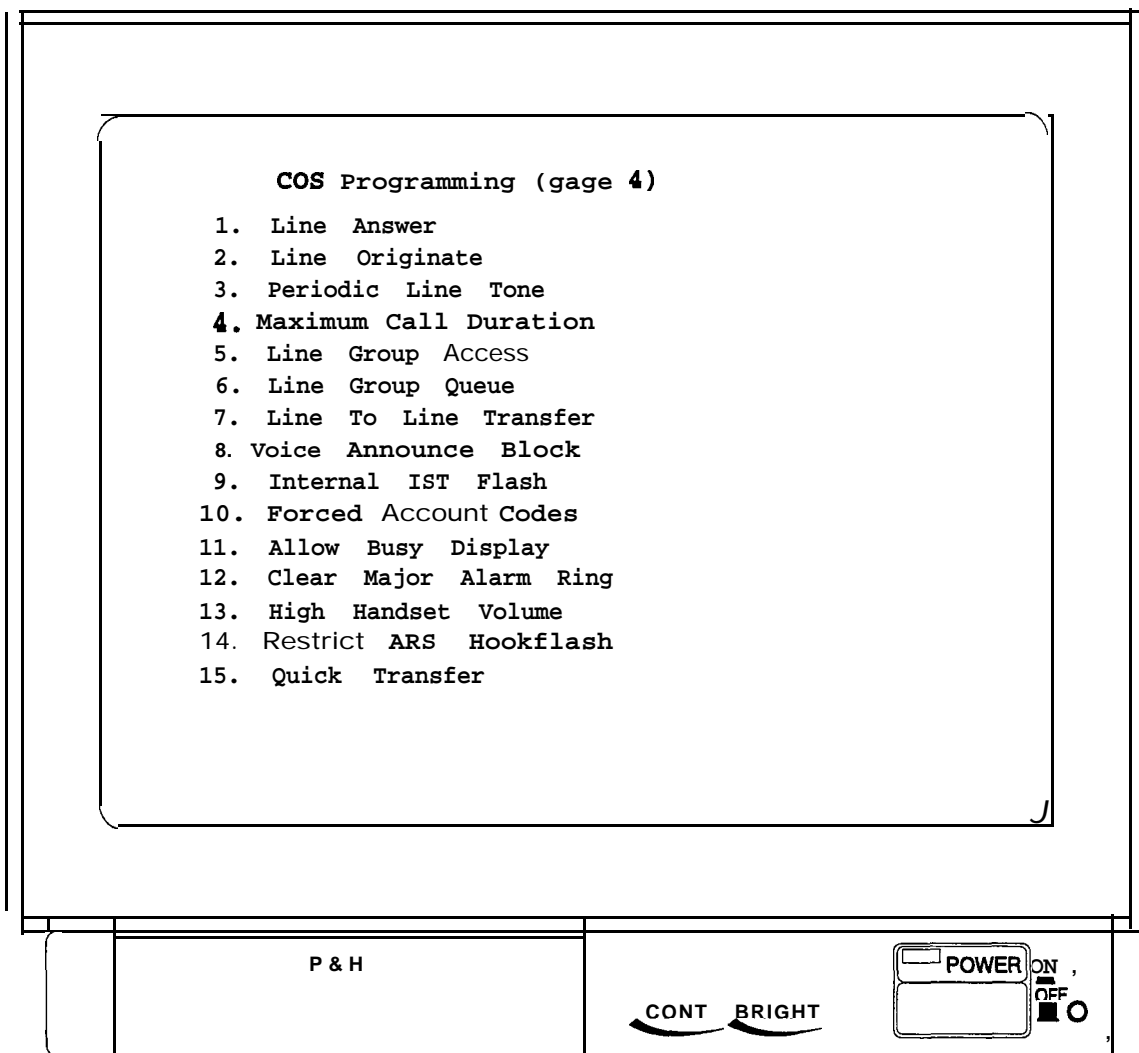 COS Programming (gage 4)
1. Line Answer
2. Line Originate
3. Periodic Line Tone
4. Maximum Call Duration
5. Line Group Access
6. Line Group Queue
7. Line To Line Transfer
8. Voice Announce Block
9. Internal IST Flash
10. Forced Account Codes
11. Allow Busy Display
12. Clear Major Alarm Ring
13. High Handset Volume
14. Restrict ARS Hookflash
15. Quick Transfer
P & H
CONT BRIGHT
POWER ON
OFF